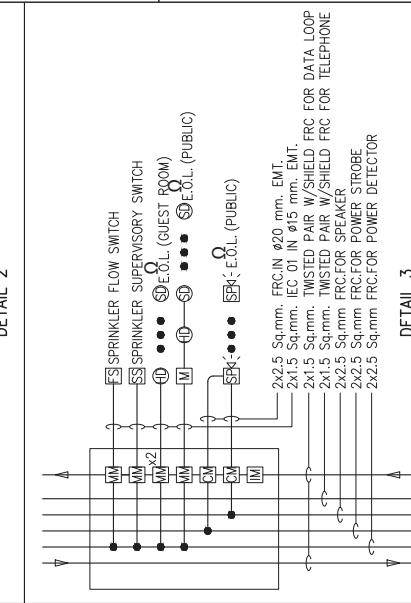 DETAIL 2
FS SPRINKLER FLOW SWITCH
SS SPRINKLER SUPERVISORY SWITCH
HD SD Ω E.O.L. (GUEST ROOM)
M HD SD SD Ω E.O.L. (PUBLIC)
SP SP Ω E.O.L. (PUBLIC)
MM
MM
MM x2
MM
CM
CM
IM
2x2.5 Sq.mm. FRC.IN Ø20 mm. EMT.
2x1.5 Sq.mm. IEC 01 IN Ø15 mm. EMT.
2x1.5 Sq.mm. TWISTED PAIR W/SHIELD FRC FOR DATA LOOP
2x1.5 Sq.mm. TWISTED PAIR W/SHIELD FRC FOR TELEPHONE
2x2.5 Sq.mm FRC.FOR SPEAKER
2x2.5 Sq.mm FRC.FOR POWER STROBE
2x2.5 Sq.mm FRC.FOR POWER DETECTOR
DETAIL 3